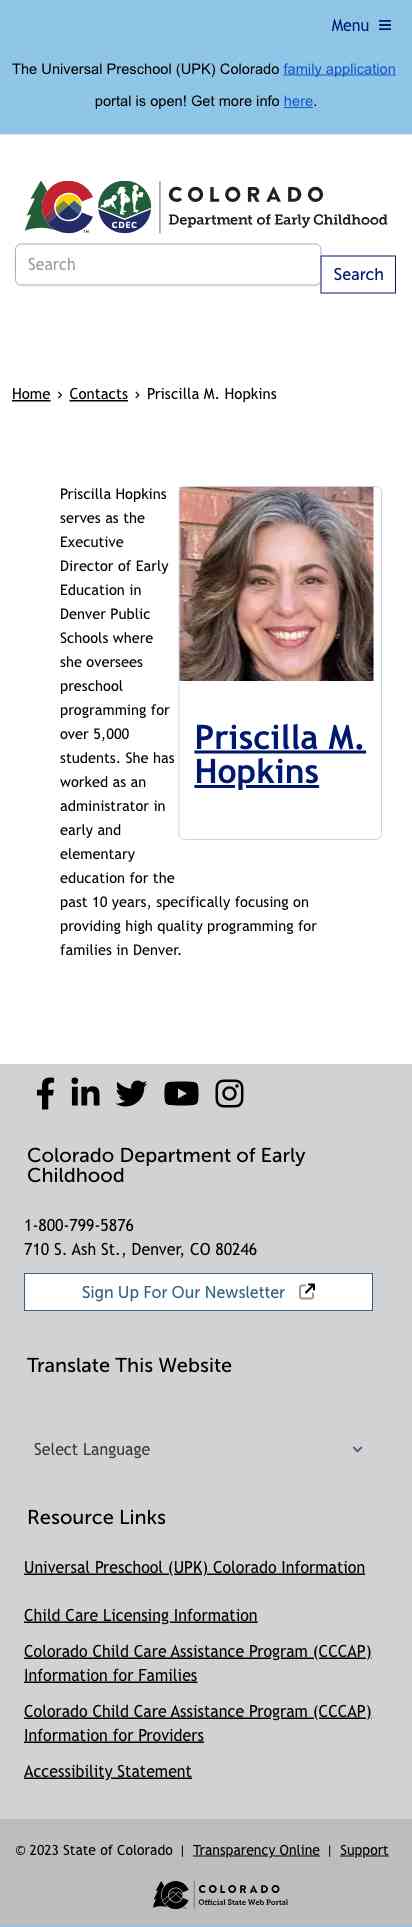 Menu
The Universal Preschool (UPK) Colorado family application
portal is open! Get more info here.
CDEC
COLORADO
Department of Early Childhood
Search
Search
Home › Contacts › Priscilla M. Hopkins
Priscilla Hopkins
serves as the
Executive
Director of Early
Education in
Denver Public
Schools where
she oversees
preschool
programming for
over 5,000
students. She has
worked as an
administrator in
early and
elementary
education for the
past 10 years, specifically focusing on
providing high quality programming for
families in Denver.
Priscilla M.
Hopkins
Colorado Department of Early
Childhood
1-800-799-5876
710 S. Ash St., Denver, CO 80246
Sign Up For Our Newsletter
Translate This Website
Select Language
Resource Links
Universal Preschool (UPK) Colorado Information
Child Care Licensing Information
Colorado Child Care Assistance Program (CCCAP)
Information for Families
Colorado Child Care Assistance Program (CCCAP)
Information for Providers
Accessibility Statement
© 2023 State of Colorado | Transparency Online | Support
COLORADO
Official State Web Portal